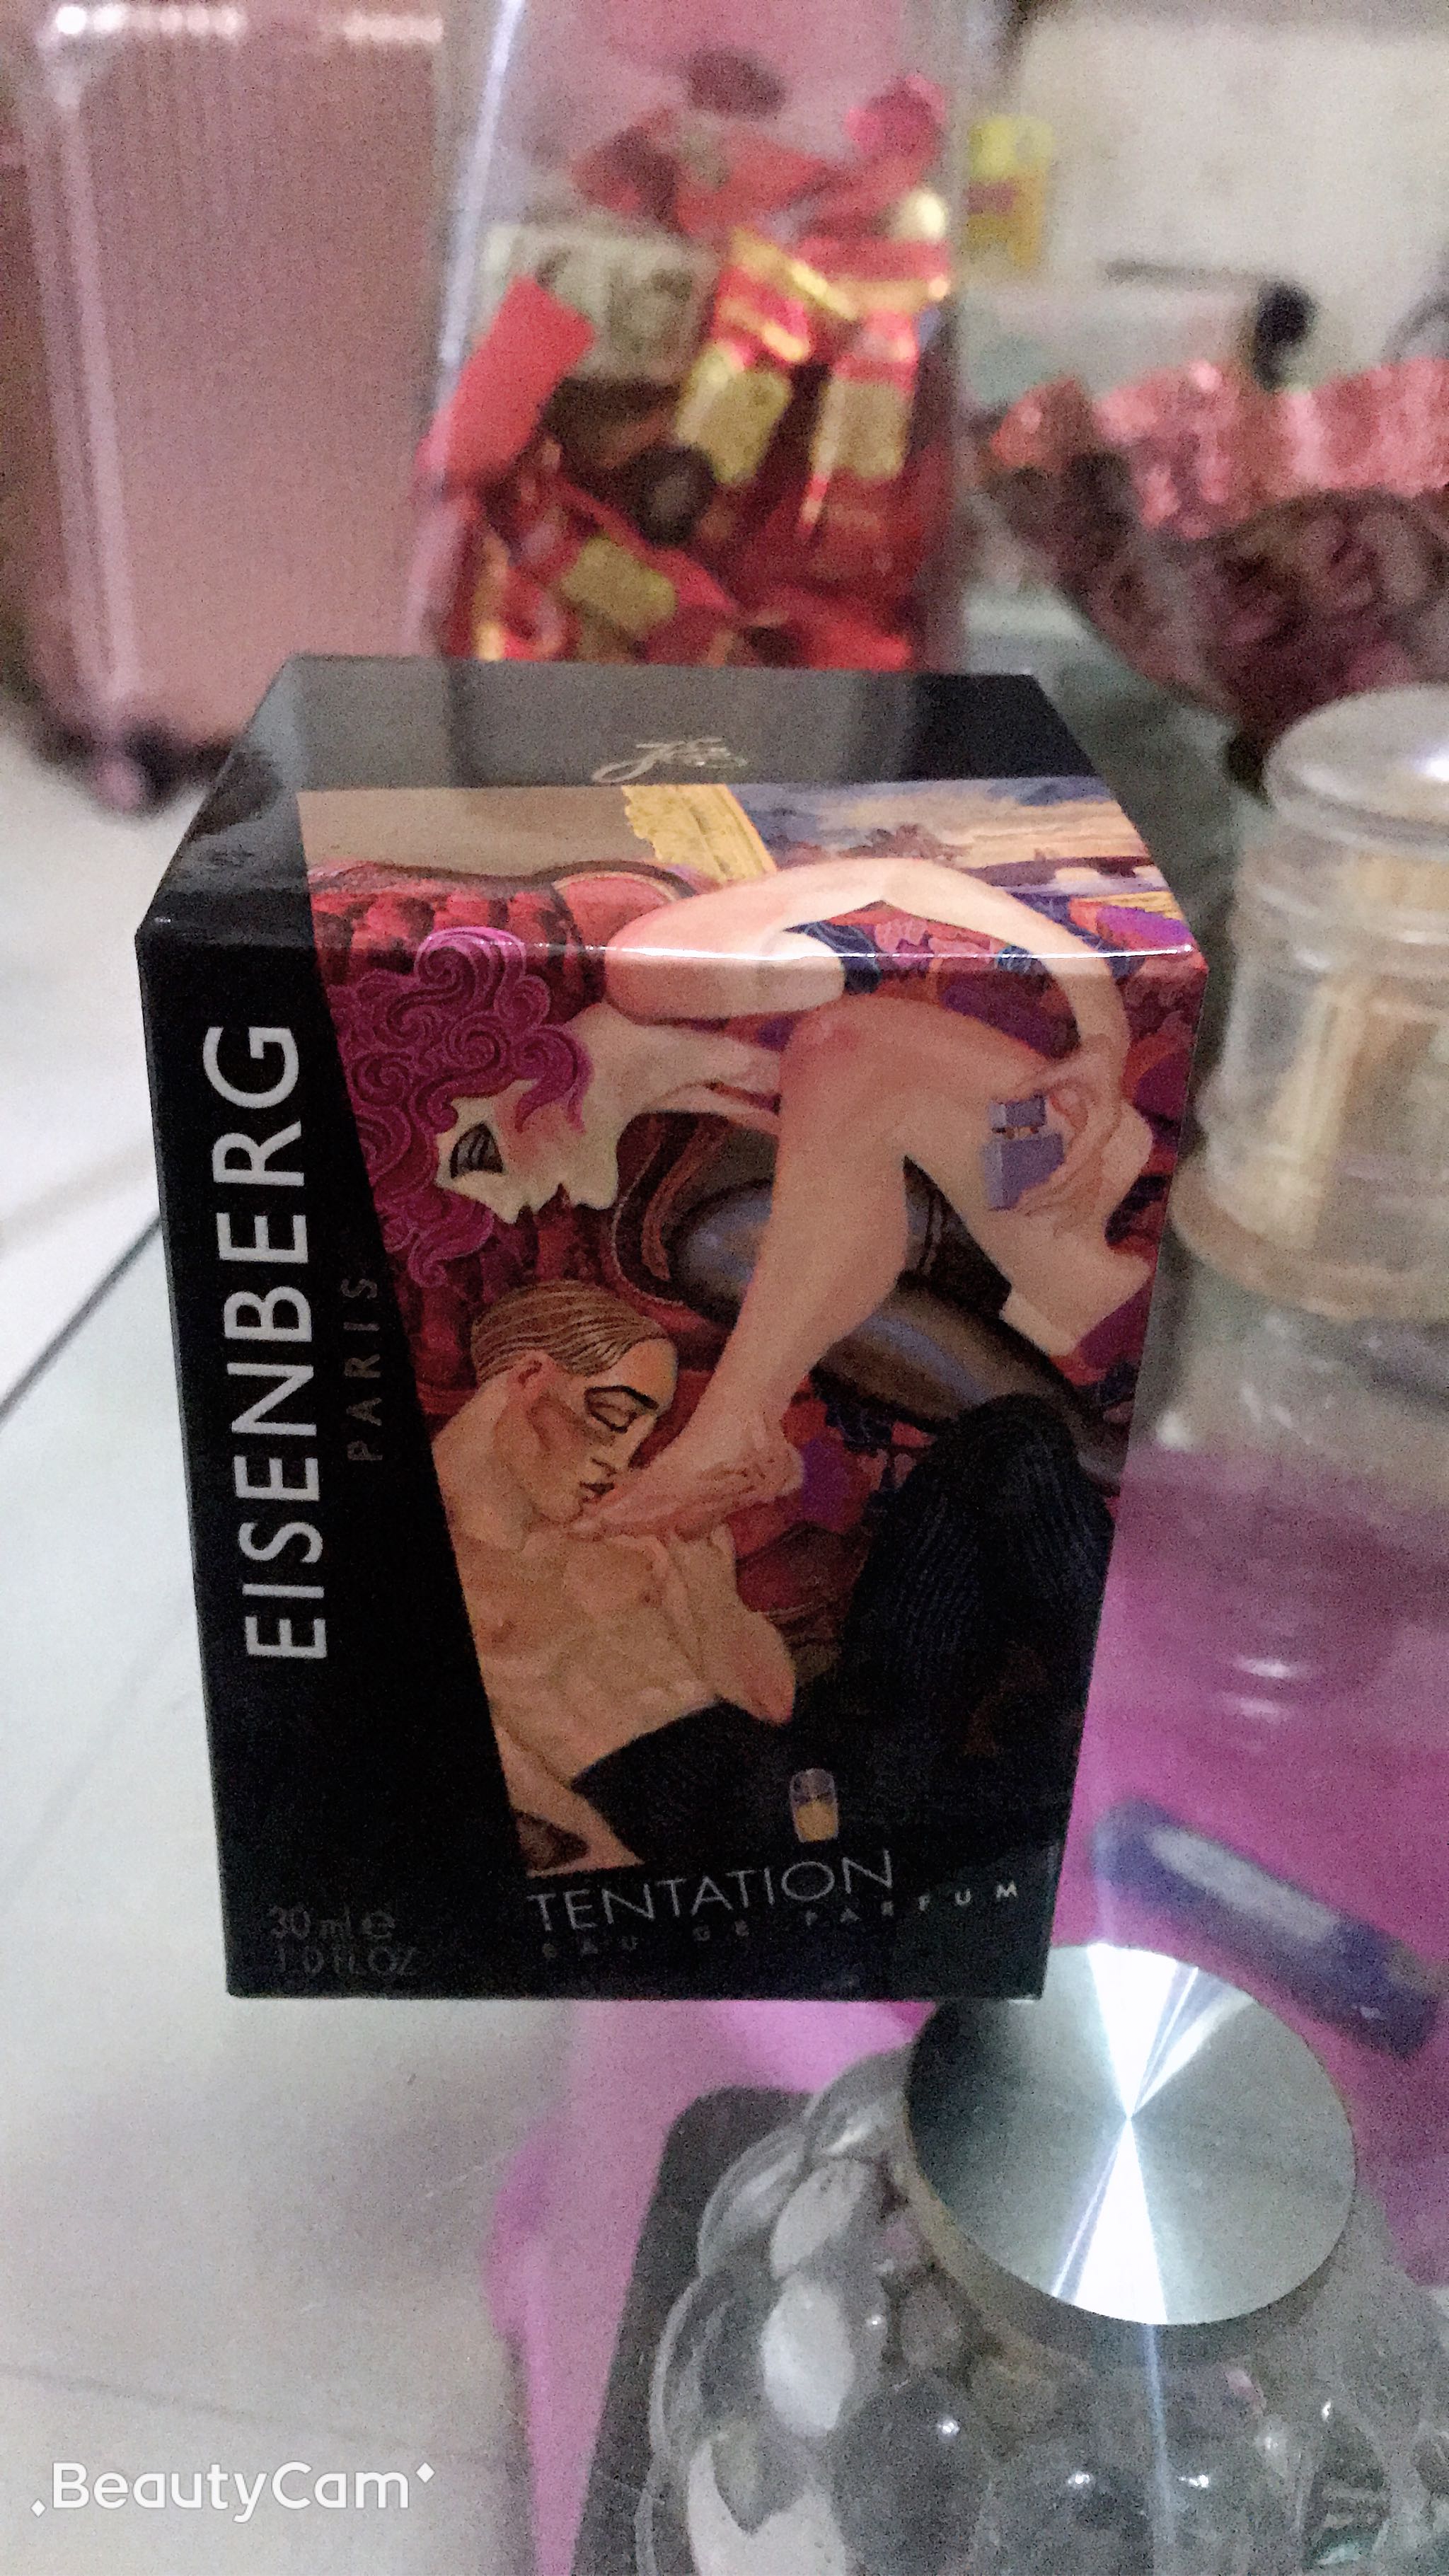 EISENBERG
PARIS
TENTATION
EAU DE PARFUM
30 ml ℮
1.0 fl.OZ
BeautyCam